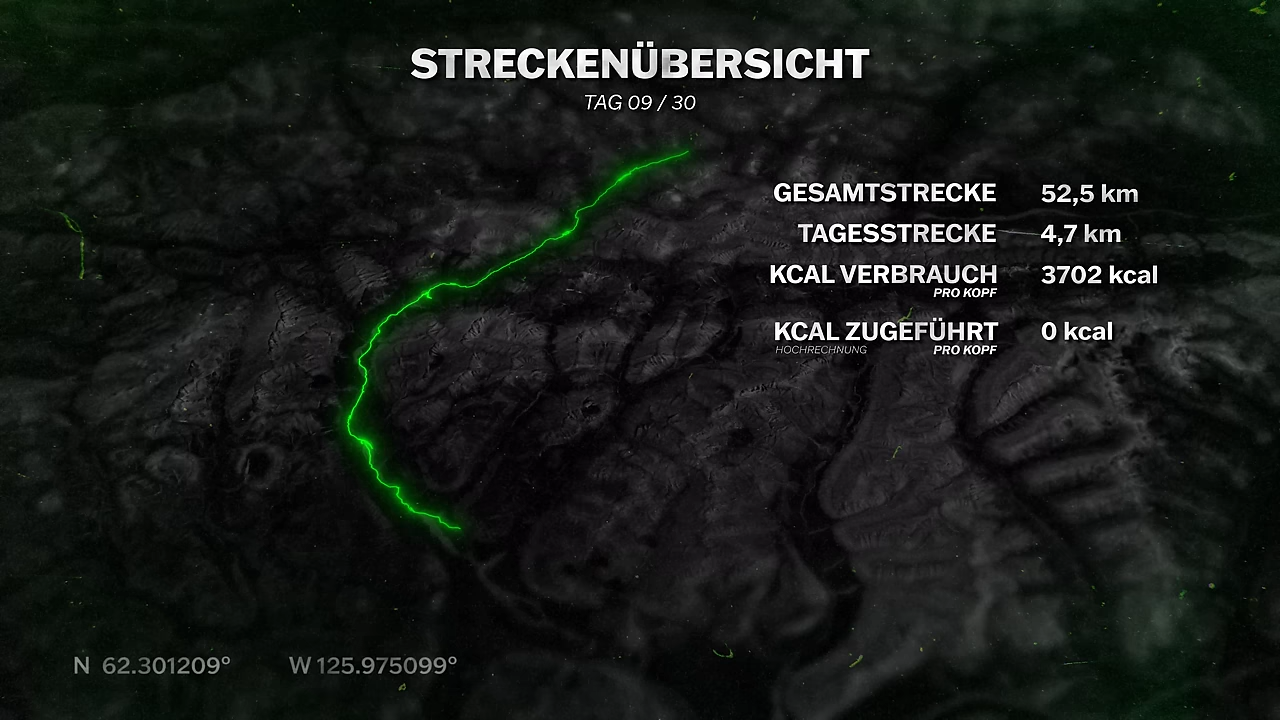 STRECKENÜBERSICHT
TAG 09 / 30
GESAMTSTRECKE 52,5 km
TAGESSTRECKE 4,7 km
KCAL VERBRAUCH 3702 kcal
PRO KOPF
KCAL ZUGEFÜHRT 0 kcal
HOCHRECHNUNG PRO KOPF
N 62.301209° W 125.975099°